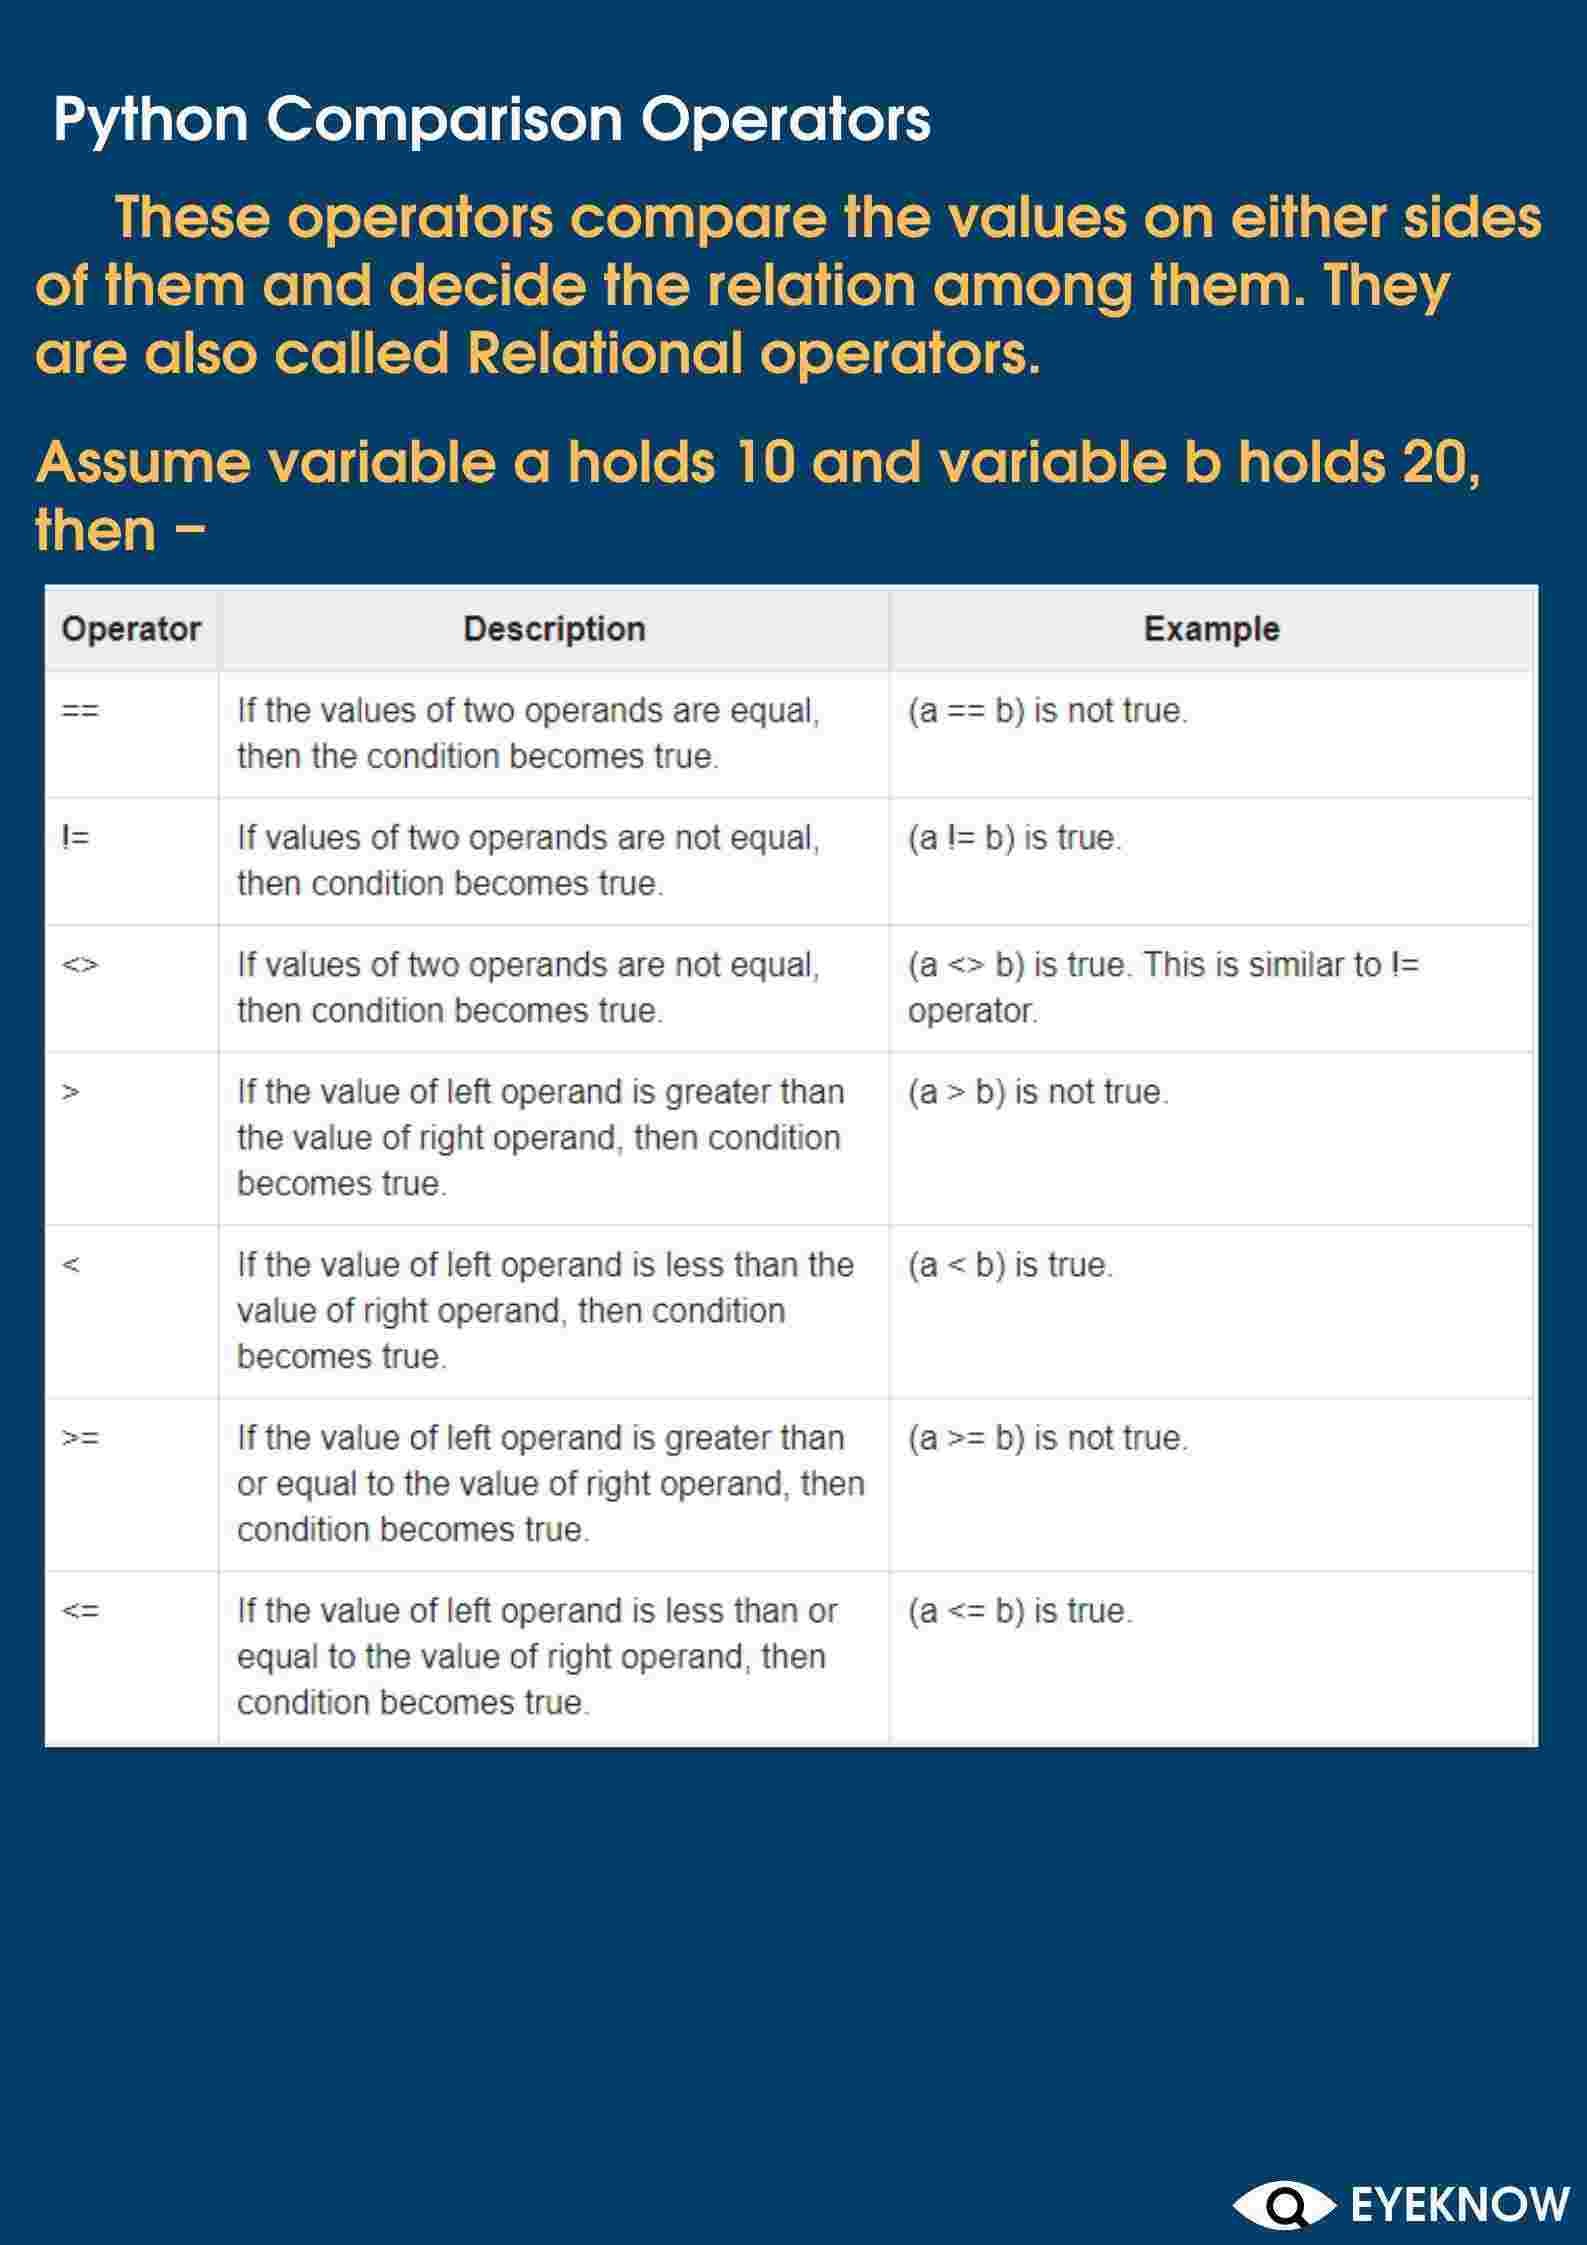 Python Comparison Operators
These operators compare the values on either sides
of them and decide the relation among them. They
are also called Relational operators.
Assume variable a holds 10 and variable b holds 20,
then –
Operator Description Example
== If the values of two operands are equal, (a == b) is not true.
then the condition becomes true.
!= If values of two operands are not equal, (a != b) is true.
then condition becomes true.
<> If values of two operands are not equal, (a <> b) is true. This is similar to !=
then condition becomes true. operator.
> If the value of left operand is greater than (a > b) is not true.
the value of right operand, then condition
becomes true.
< If the value of left operand is less than the (a < b) is true.
value of right operand, then condition
becomes true.
>= If the value of left operand is greater than (a >= b) is not true.
or equal to the value of right operand, then
condition becomes true.
<= If the value of left operand is less than or (a <= b) is true.
equal to the value of right operand, then
condition becomes true.
EYEKNOW